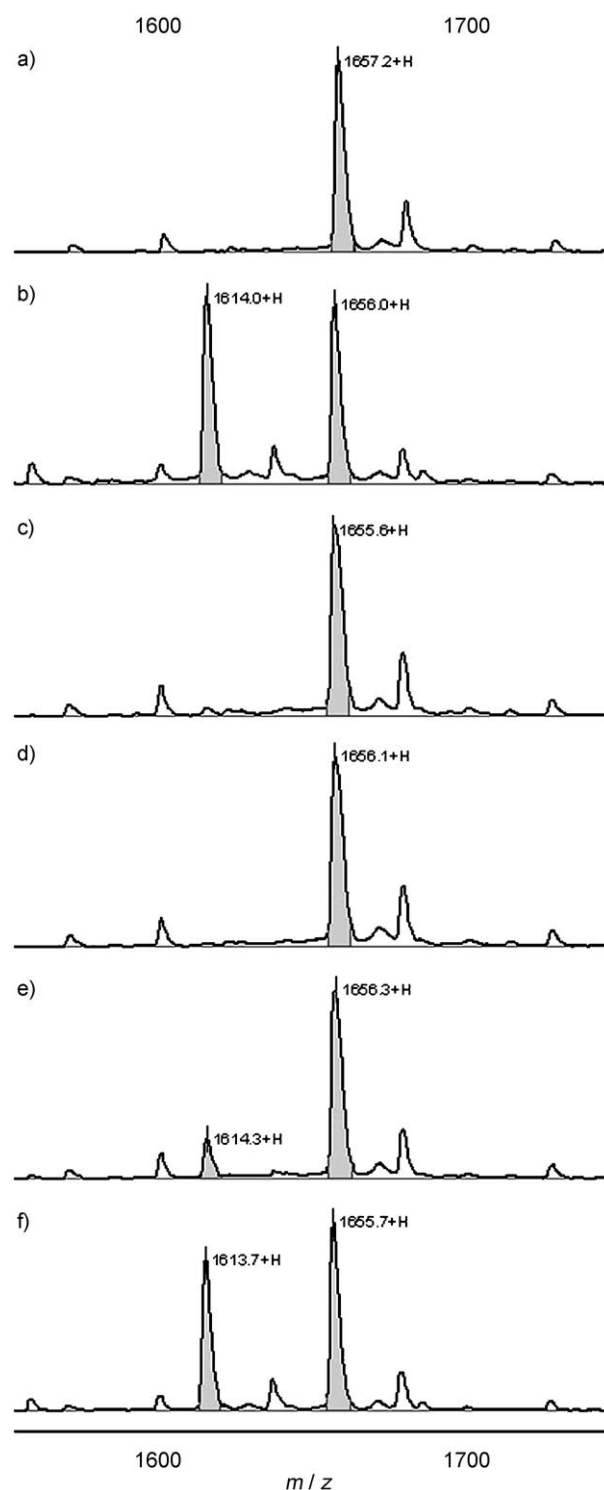 1600 1700
a)
1657.2+H
b)
1614.0+H 1656.0+H
c)
1655.6+H
d)
1656.1+H
e)
1656.3+H
1614.3+H
f)
1655.7+H
1613.7+H
1600 1700
m / z